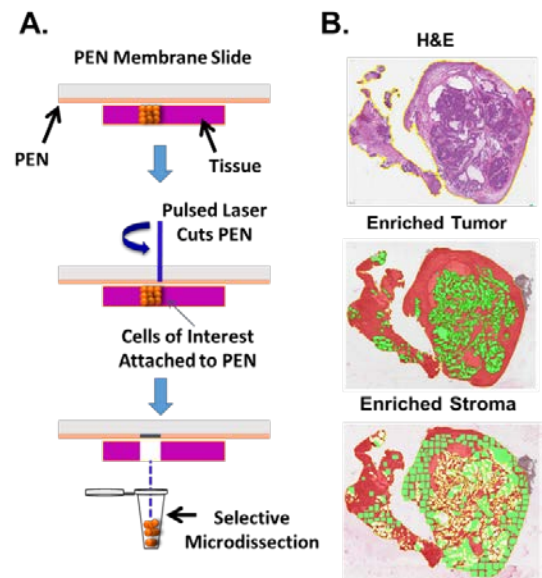 A.
PEN Membrane Slide
PEN
Tissue
Pulsed Laser
Cuts PEN
Cells of Interest
Attached to PEN
Selective
Microdissection
B.
H&E
Enriched Tumor
Enriched Stroma